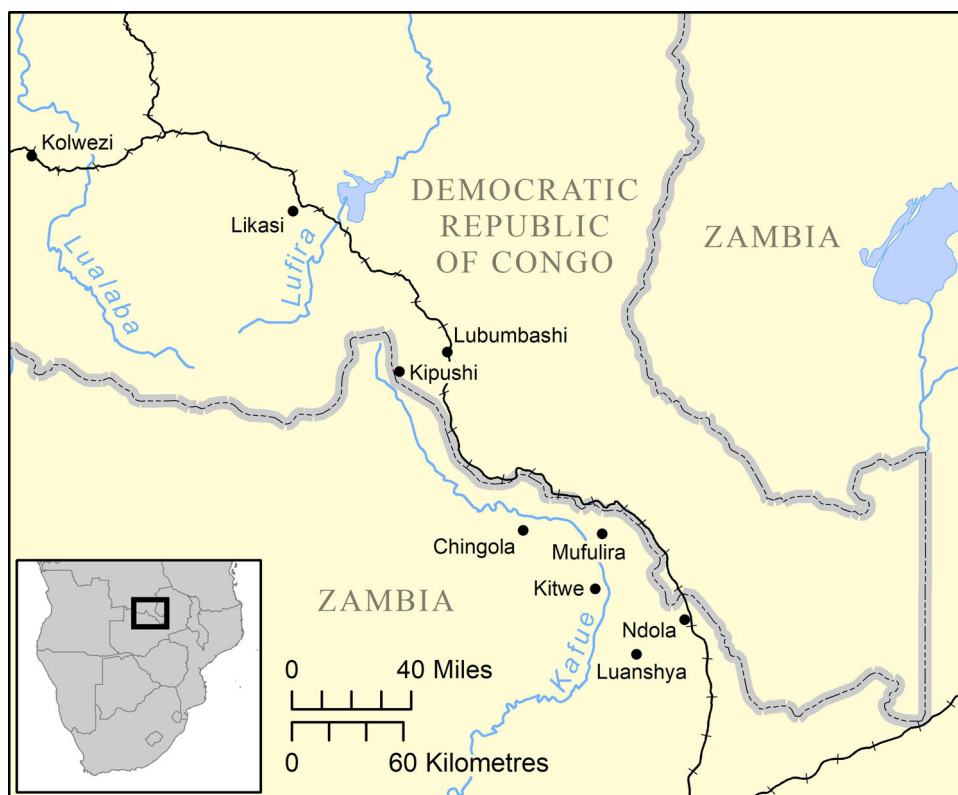 Kolwezi
Likasi
Lualaba
Lufira
DEMOCRATIC
REPUBLIC
OF CONGO
ZAMBIA
Lubumbashi
Kipushi
Chingola
Mufulira
Kitwe
ZAMBIA
Kafue
Ndola
Luanshya
0 40 Miles
0 60 Kilometres